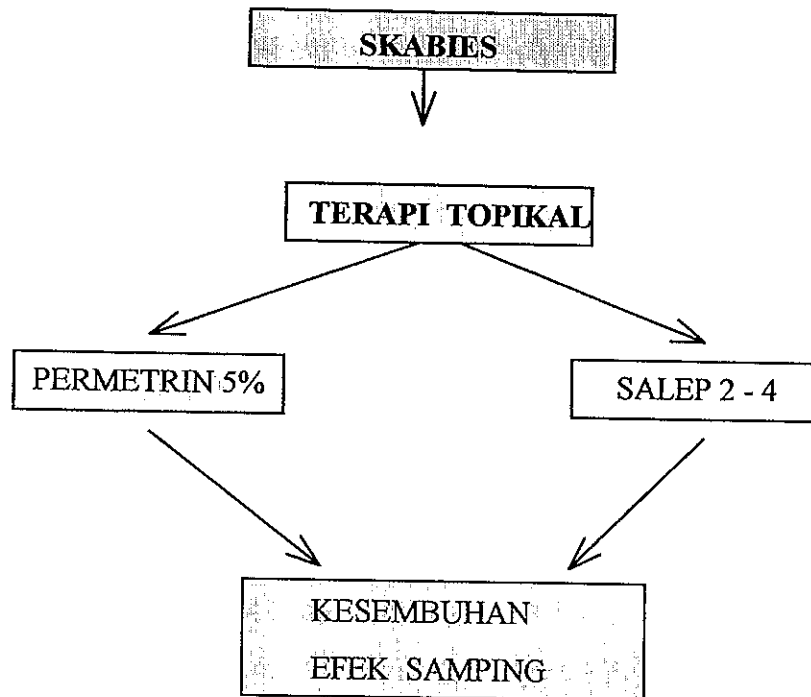 SKABIES
TERAPI TOPIKAL
PERMETRIN 5%
SALEP 2 - 4
KESEMBUHAN
EFEK SAMPING